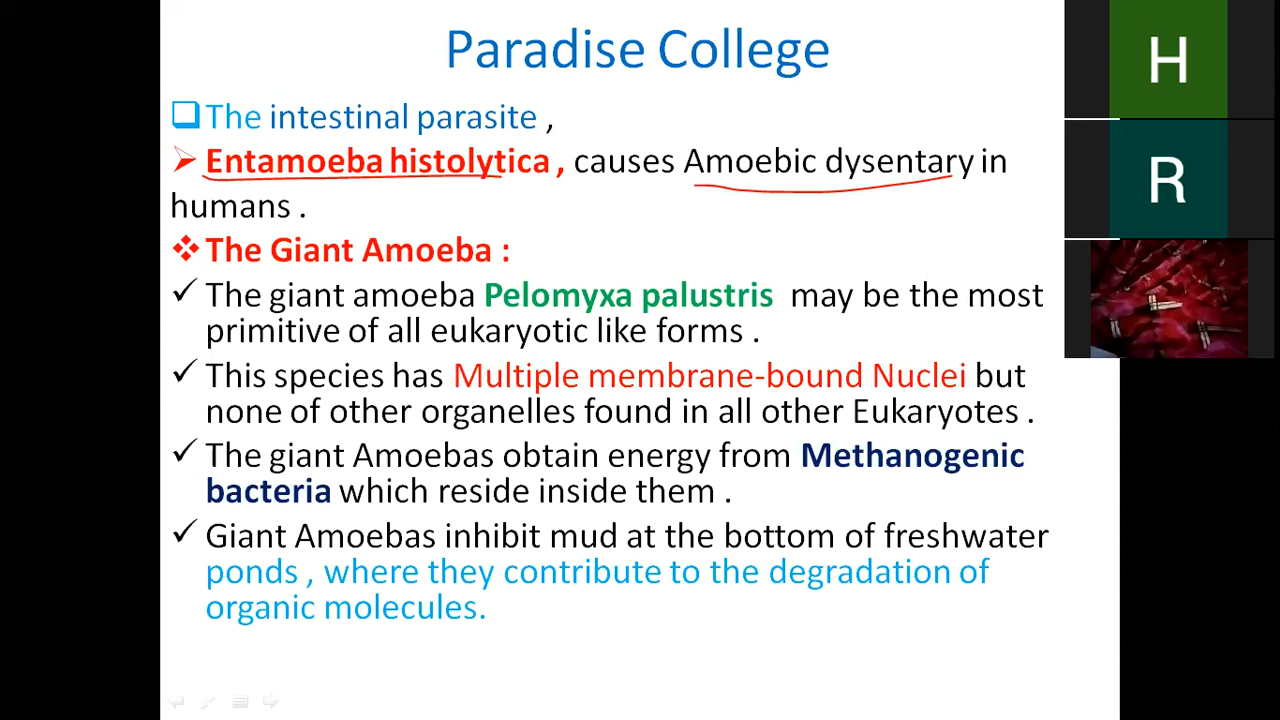 Paradise College
The intestinal parasite ,
Entamoeba histolytica , causes Amoebic dysentary in
humans .
The Giant Amoeba :
The giant amoeba Pelomyxa palustris may be the most
primitive of all eukaryotic like forms .
This species has Multiple membrane-bound Nuclei but
none of other organelles found in all other Eukaryotes .
The giant Amoebas obtain energy from Methanogenic
bacteria which reside inside them .
Giant Amoebas inhibit mud at the bottom of freshwater
ponds , where they contribute to the degradation of
organic molecules.
H
R